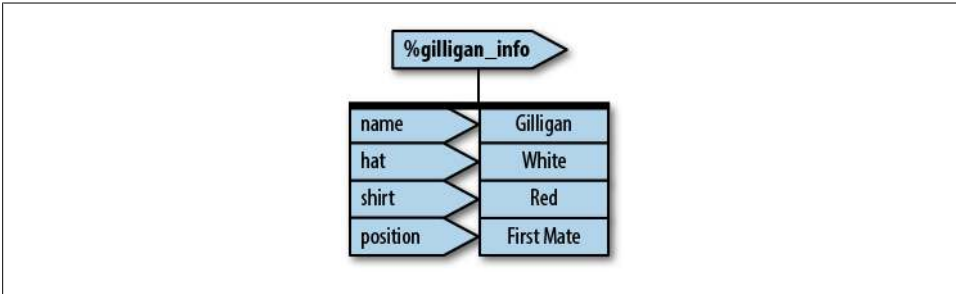 %gilligan_info
name Gilligan
hat White
shirt Red
position First Mate